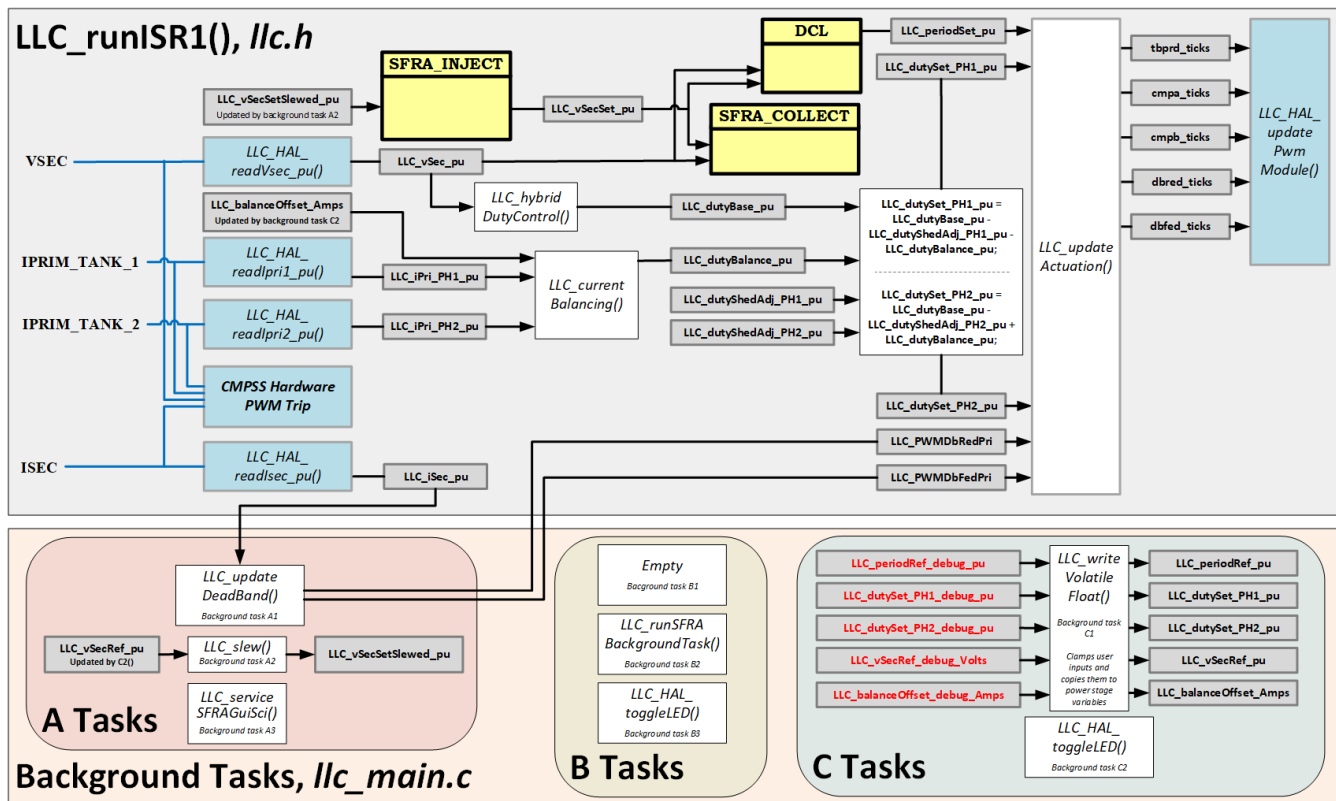 LLC_runISR1(), llc.h
LLC_vSecSetSlewed_pu
Updated by background task A2
SFRA_INJECT
LLC_vSecSet_pu
DCL
SFRA_COLLECT
LLC_periodSet_pu
LLC_dutySet_PH1_pu
VSEC
LLC_HAL_
readVsec_pu()
LLC_vSec_pu
LLC_hybrid
DutyControl()
LLC_dutyBase_pu
LLC_balanceOffset_Amps
Updated by background task C2
IPRIM_TANK_1
LLC_HAL_
readIpri1_pu()
LLC_iPri_PH1_pu
IPRIM_TANK_2
LLC_HAL_
readIpri2_pu()
LLC_iPri_PH2_pu
LLC_current
Balancing()
LLC_dutyBalance_pu
LLC_dutyShedAdj_PH1_pu
LLC_dutyShedAdj_PH2_pu
LLC_dutySet_PH1_pu =
LLC_dutyBase_pu -
LLC_dutyShedAdj_PH1_pu -
LLC_dutyBalance_pu;
LLC_dutySet_PH2_pu =
LLC_dutyBase_pu -
LLC_dutyShedAdj_PH2_pu +
LLC_dutyBalance_pu;
CMPSS Hardware
PWM Trip
ISEC
LLC_HAL_
readIsec_pu()
LLC_iSec_pu
LLC_dutySet_PH2_pu
LLC_PWMDbRedPri
LLC_PWMDbFedPri
LLC_update
Actuation()
tbprd_ticks
cmpa_ticks
cmpb_ticks
dbred_ticks
dbfed_ticks
LLC_HAL_
update
Pwm
Module()
LLC_update
DeadBand()
Background task A1
LLC_vSecRef_pu
Updated by C2()
LLC_slew()
Background task A2
LLC_vSecSetSlewed_pu
LLC_service
SFRAGuiSci()
Background task A3
A Tasks
Empty
Bacground task B1
LLC_runSFRA
BackgroundTask()
Background task B2
LLC_HAL_
toggleLED()
Background task B3
B Tasks
LLC_periodRef_debug_pu
LLC_dutySet_PH1_debug_pu
LLC_dutySet_PH2_debug_pu
LLC_vSecRef_debug_Volts
LLC_balanceOffset_debug_Amps
LLC_write
Volatile
Float()
Background task
C1
Clamps user
inputs and
copies them to
power stage
variables
LLC_periodRef_pu
LLC_dutySet_PH1_pu
LLC_dutySet_PH2_pu
LLC_vSecRef_pu
LLC_balanceOffset_Amps
LLC_HAL_
toggleLED()
Background task C2
C Tasks
Background Tasks, llc_main.c